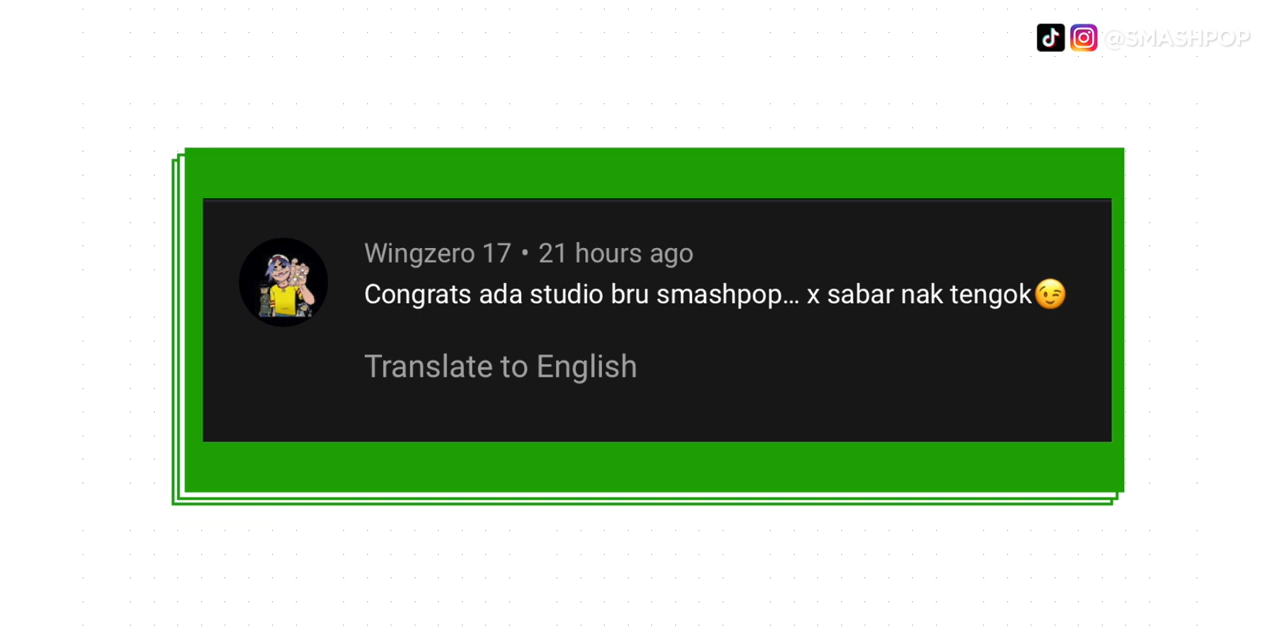 @SMASHPOP
Wingzero 17 • 21 hours ago
Congrats ada studio bru smashpop... x sabar nak tengok😉
Translate to English